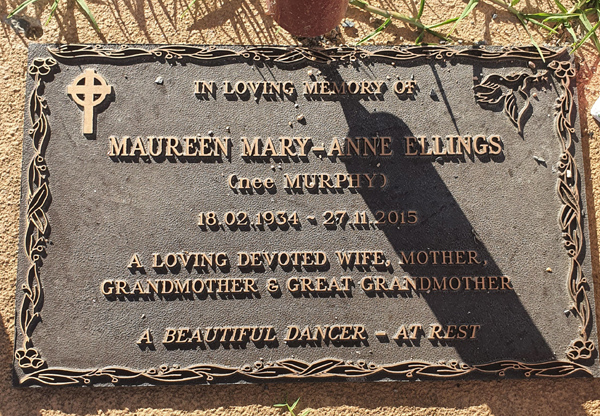 IN LOVING MEMORY OF
MAUREEN MARY-ANNE ELLINGS
(nee MURPHY)
18.02.1934 - 27.11.2015
A LOVING DEVOTED WIFE, MOTHER,
GRANDMOTHER & GREAT GRANDMOTHER
A BEAUTIFUL DANCER - AT REST